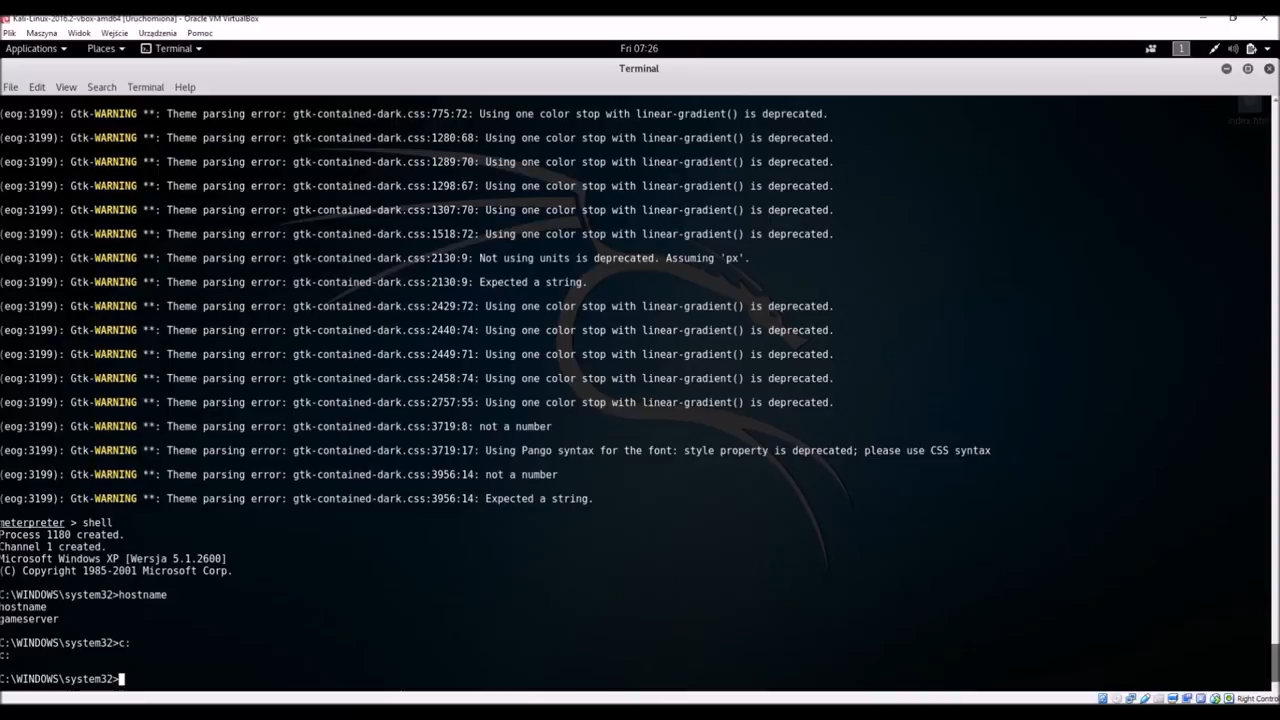 Kali-Linux-2016.2-vbox-amd64 [Uruchomiona] - Oracle VM VirtualBox
Plik Maszyna Widok Wejście Urządzenia Pomoc
Applications Places Terminal Fri 07:26 1
Terminal
File Edit View Search Terminal Help
(eog:3199): Gtk-WARNING **: Theme parsing error: gtk-contained-dark.css:775:72: Using one color stop with linear-gradient() is deprecated.
(eog:3199): Gtk-WARNING **: Theme parsing error: gtk-contained-dark.css:1280:68: Using one color stop with linear-gradient() is deprecated.
(eog:3199): Gtk-WARNING **: Theme parsing error: gtk-contained-dark.css:1289:70: Using one color stop with linear-gradient() is deprecated.
(eog:3199): Gtk-WARNING **: Theme parsing error: gtk-contained-dark.css:1298:67: Using one color stop with linear-gradient() is deprecated.
(eog:3199): Gtk-WARNING **: Theme parsing error: gtk-contained-dark.css:1307:70: Using one color stop with linear-gradient() is deprecated.
(eog:3199): Gtk-WARNING **: Theme parsing error: gtk-contained-dark.css:1518:72: Using one color stop with linear-gradient() is deprecated.
(eog:3199): Gtk-WARNING **: Theme parsing error: gtk-contained-dark.css:2130:9: Not using units is deprecated. Assuming 'px'.
(eog:3199): Gtk-WARNING **: Theme parsing error: gtk-contained-dark.css:2130:9: Expected a string.
(eog:3199): Gtk-WARNING **: Theme parsing error: gtk-contained-dark.css:2429:72: Using one color stop with linear-gradient() is deprecated.
(eog:3199): Gtk-WARNING **: Theme parsing error: gtk-contained-dark.css:2440:74: Using one color stop with linear-gradient() is deprecated.
(eog:3199): Gtk-WARNING **: Theme parsing error: gtk-contained-dark.css:2449:71: Using one color stop with linear-gradient() is deprecated.
(eog:3199): Gtk-WARNING **: Theme parsing error: gtk-contained-dark.css:2458:74: Using one color stop with linear-gradient() is deprecated.
(eog:3199): Gtk-WARNING **: Theme parsing error: gtk-contained-dark.css:2757:55: Using one color stop with linear-gradient() is deprecated.
(eog:3199): Gtk-WARNING **: Theme parsing error: gtk-contained-dark.css:3719:8: not a number
(eog:3199): Gtk-WARNING **: Theme parsing error: gtk-contained-dark.css:3719:17: Using Pango syntax for the font: style property is deprecated; please use CSS syntax
(eog:3199): Gtk-WARNING **: Theme parsing error: gtk-contained-dark.css:3956:14: not a number
(eog:3199): Gtk-WARNING **: Theme parsing error: gtk-contained-dark.css:3956:14: Expected a string.
meterpreter > shell
Process 1180 created.
Channel 1 created.
Microsoft Windows XP [Wersja 5.1.2600]
(C) Copyright 1985-2001 Microsoft Corp.
C:\WINDOWS\system32>hostname
hostname
gameserver
C:\WINDOWS\system32>c:
c:
C:\WINDOWS\system32>
Right Control